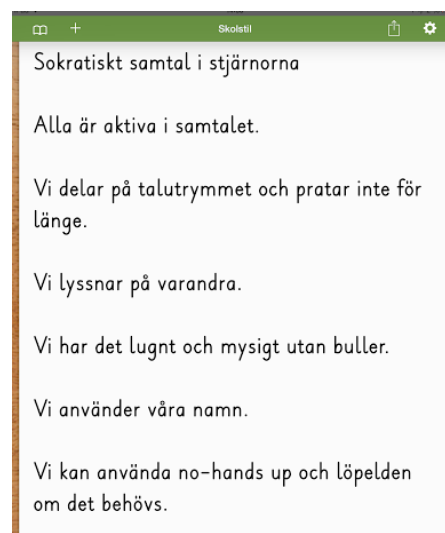 Skolstil
Sokratiskt samtal i stjärnorna
Alla är aktiva i samtalet.
Vi delar på talutrymmet och pratar inte för
länge.
Vi lyssnar på varandra.
Vi har det lugnt och mysigt utan buller.
Vi använder våra namn.
Vi kan använda no-hands up och löpelden
om det behövs.